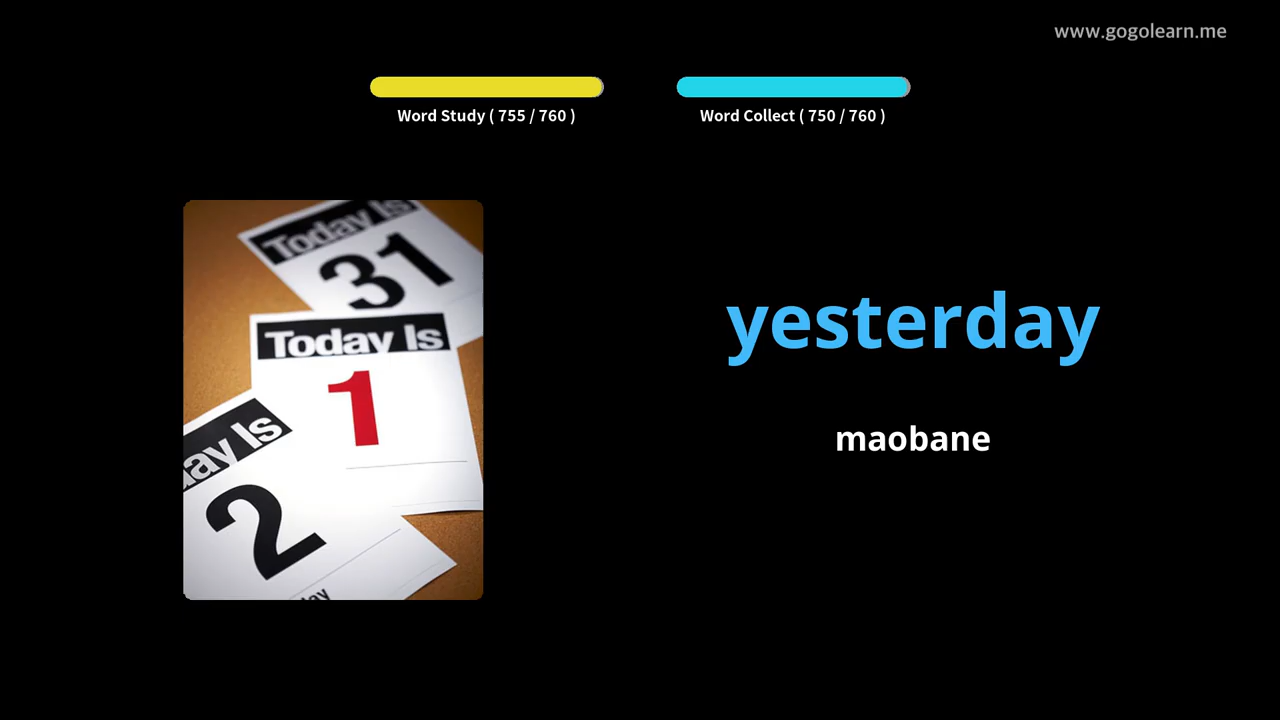 www.gogolearn.me
Word Study ( 755 / 760 )
Word Collect ( 750 / 760 )
Today Is
31
Today Is
1
day Is
2
yesterday
maobane